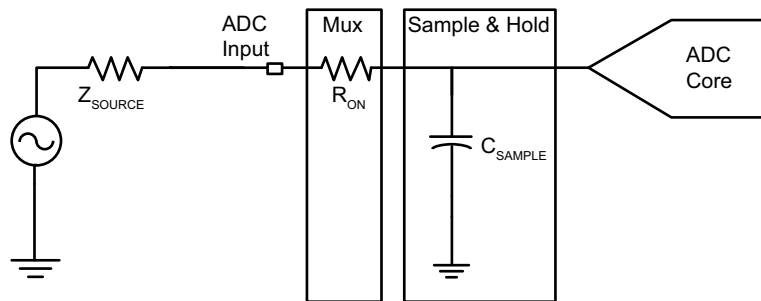 ADC
Input
Mux
Sample & Hold
ADC
Core
Z_SOURCE
R_ON
C_SAMPLE